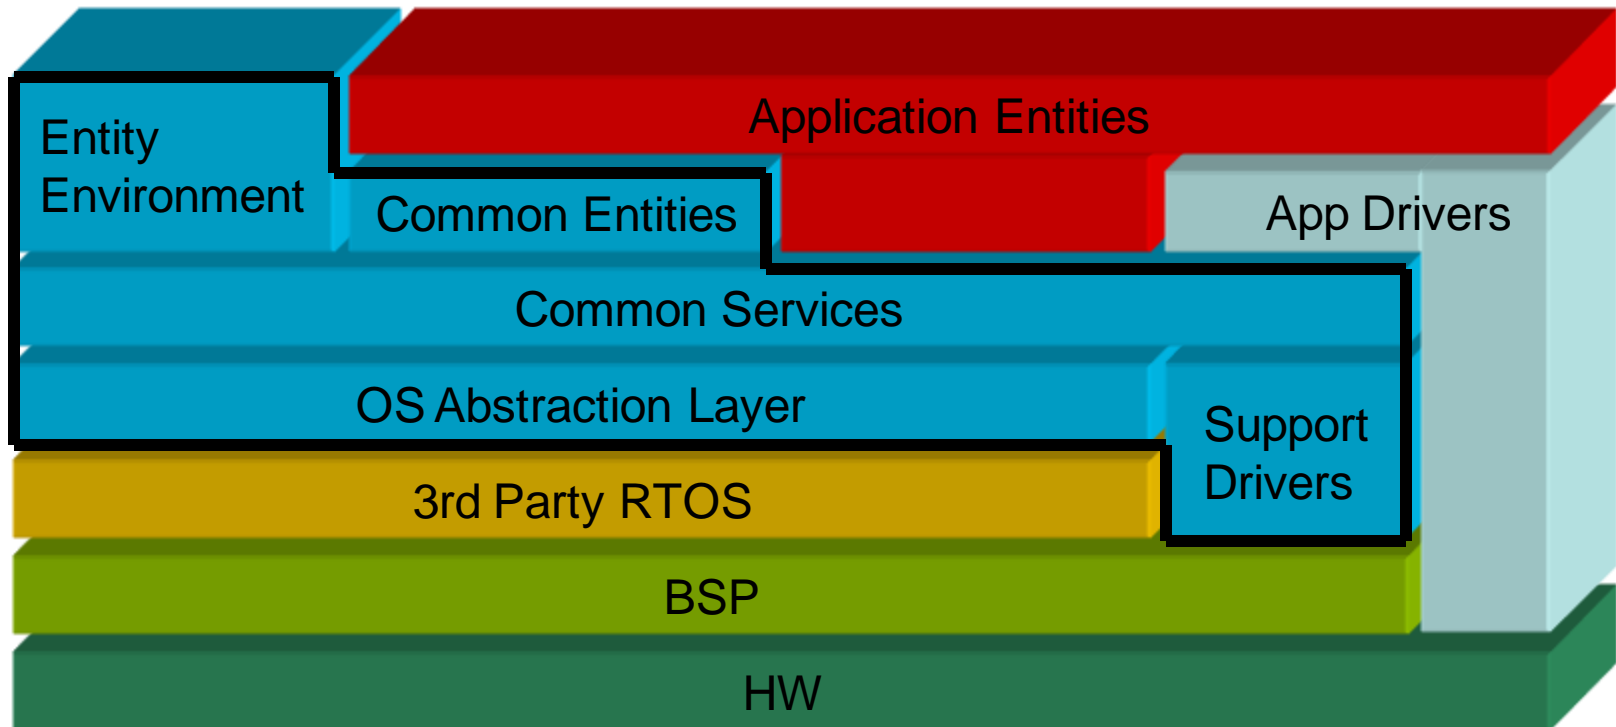 Application Entities
Entity
Environment
Common Entities
App Drivers
Common Services
OS Abstraction Layer
Support
Drivers
3rd Party RTOS
BSP
HW